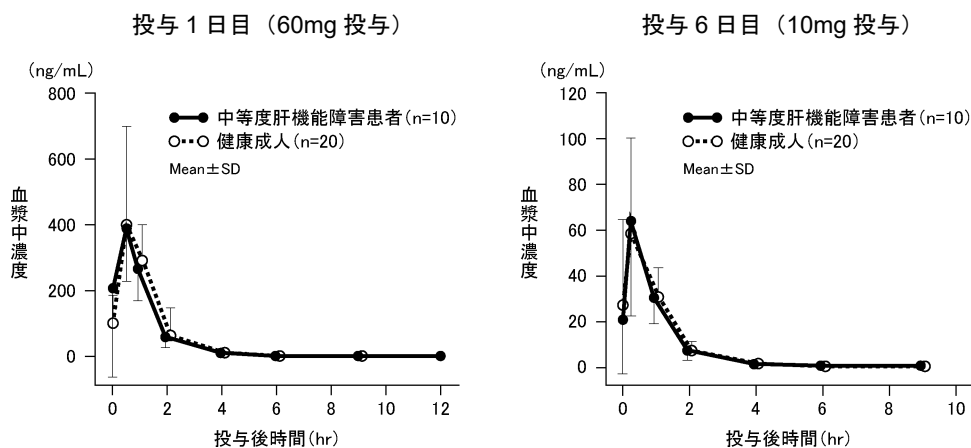 投与1日目（60mg 投与）
(ng/mL)
800
600
400
200
0
血漿中濃度
中等度肝機能障害患者(n=10)
健康成人(n=20)
Mean±SD
0 2 4 6 8 10 12
投与後時間(hr)
投与6日目（10mg 投与）
(ng/mL)
120
100
80
60
40
20
0
血漿中濃度
中等度肝機能障害患者(n=10)
健康成人(n=20)
Mean±SD
0 2 4 6 8 10
投与後時間(hr)